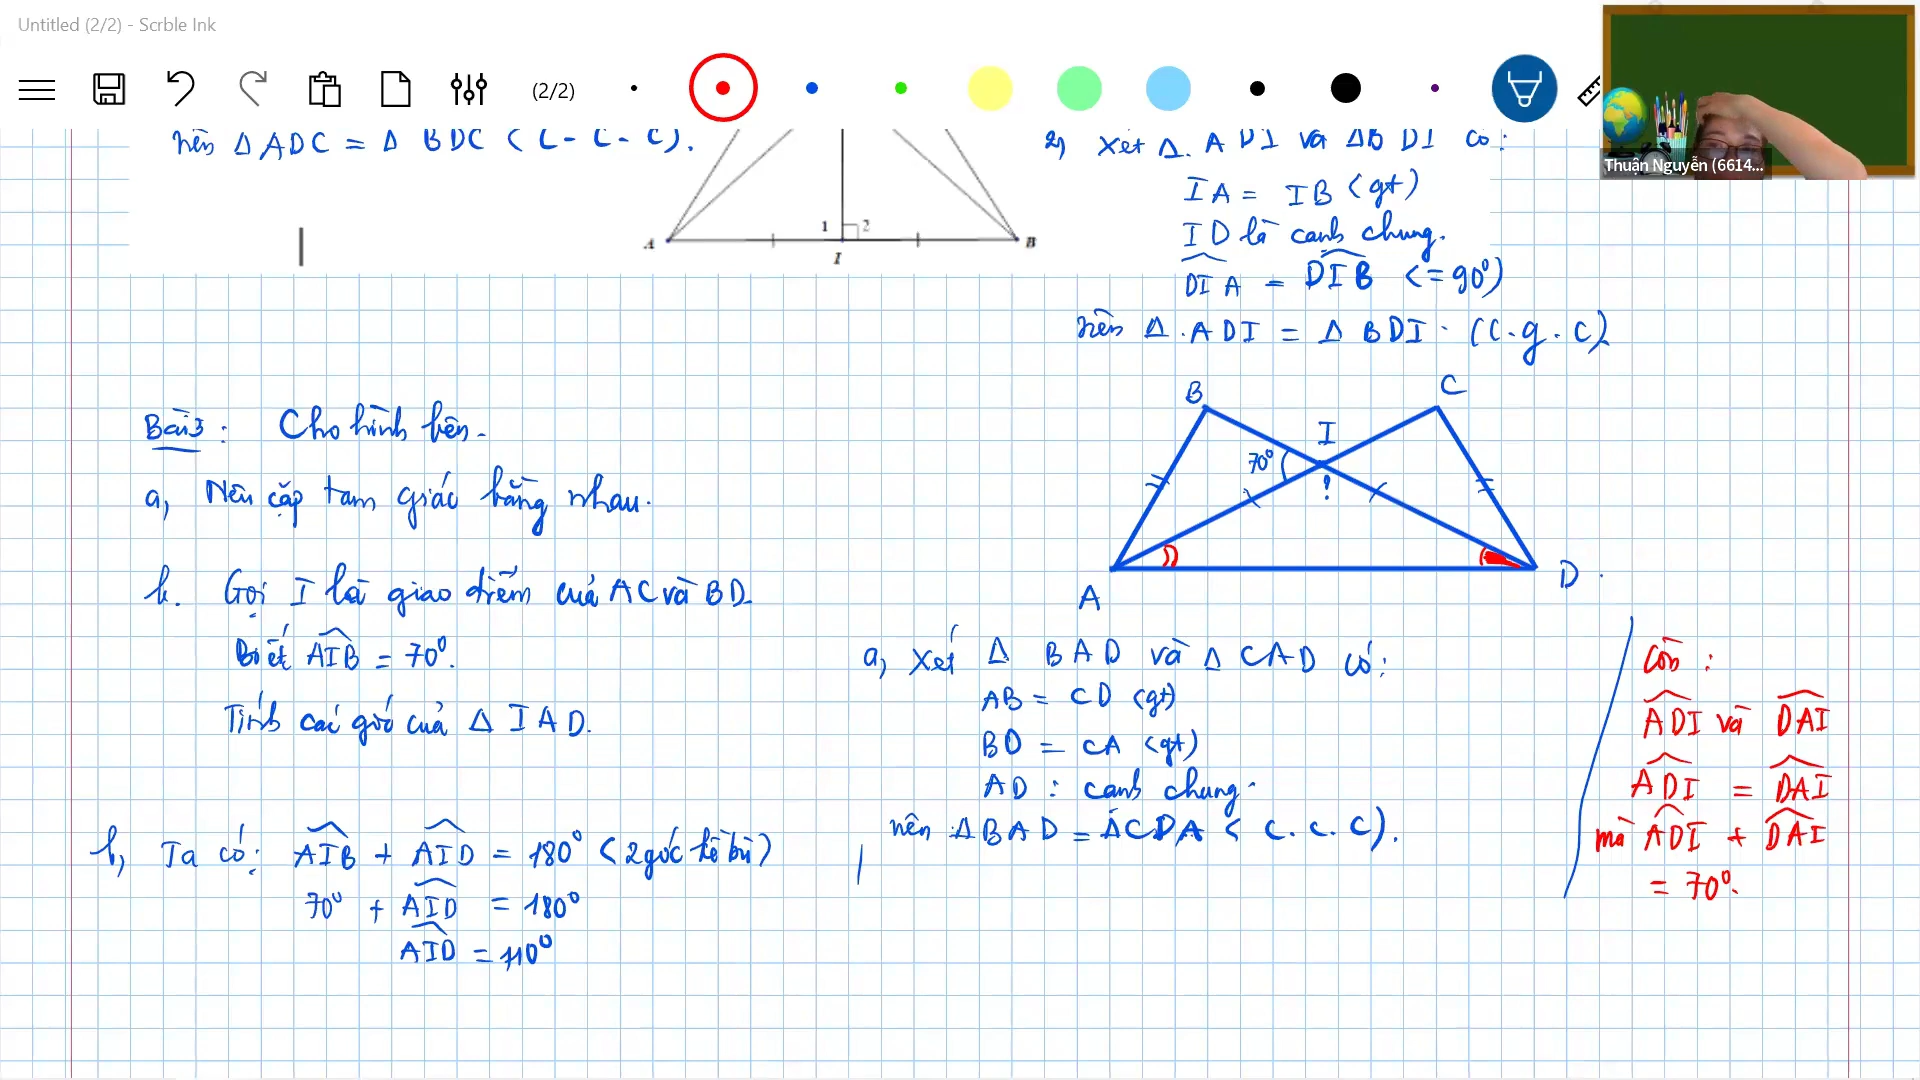 Untitled (2/2) - Scrble Ink
(2/2)
Thuận Nguyễn (6614...
nên Δ ADC = Δ BDC (C - C - C).
1 2
A B
I
2) Xét Δ. ADI và ΔBDI có:
IA = IB (gt)
ID là cạnh chung.
DIA = DIB (= 90°)
nên Δ.ADI = Δ BDI. (C.g.C)
B C
I
70°
?
A D.
Bài 3: Cho hình bên.
a, Nêu cặp tam giác bằng nhau.
b. Gọi I là giao điểm của AC và BD.
Biết AIB = 70°.
Tính các góc của Δ IAD.
b, Ta có: AIB + AID = 180° (2 góc kề bù)
70° + AID = 180°
AID = 110°
a, Xét Δ BAD và Δ CAD có:
AB = CD (gt)
BD = CA (gt)
AD : cạnh chung.
nên ΔBAD = ΔCDA (C.C.C).
Còn :
ADI và DAI
ADI = DAI
mà ADI + DAI
= 70°.